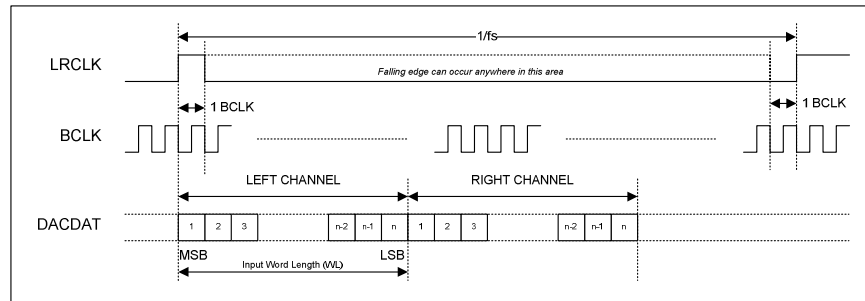 1/fs
LRCLK
Falling edge can occur anywhere in this area
1 BCLK
1 BCLK
BCLK
LEFT CHANNEL
RIGHT CHANNEL
DACDAT
1 2 3 n-2 n-1 n 1 2 3 n-2 n-1 n
MSB
LSB
Input Word Length (WL)